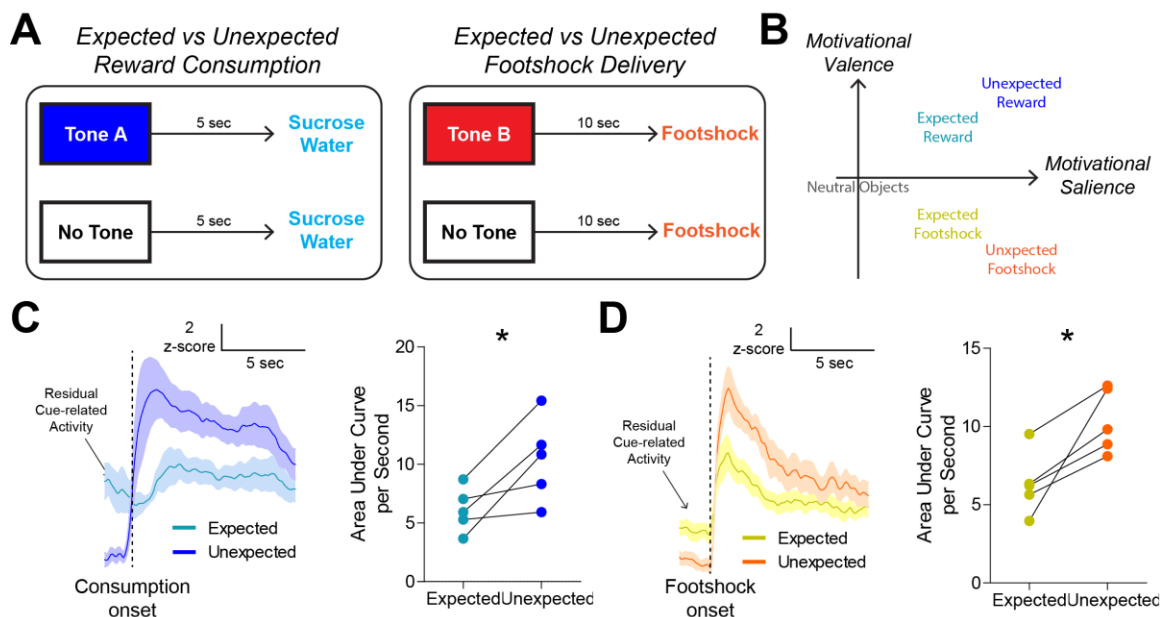 A
Expected vs Unexpected
Reward Consumption
Tone A
5 sec
Sucrose
Water
No Tone
5 sec
Sucrose
Water
Expected vs Unexpected
Footshock Delivery
Tone B
10 sec
Footshock
No Tone
10 sec
Footshock
B
Motivational
Valence
Unexpected
Reward
Expected
Reward
Motivational
Salience
Neutral Objects
Expected
Footshock
Unxpected
Footshock
C
2
z-score
5 sec
Residual
Cue-related
Activity
Expected
Unexpected
Consumption
onset
*
Area Under Curve
per Second
20
15
10
5
0
Expected
Unexpected
D
2
z-score
5 sec
Residual
Cue-related
Activity
Expected
Unexpected
Footshock
onset
*
Area Under Curve
per Second
15
10
5
0
Expected
Unexpected